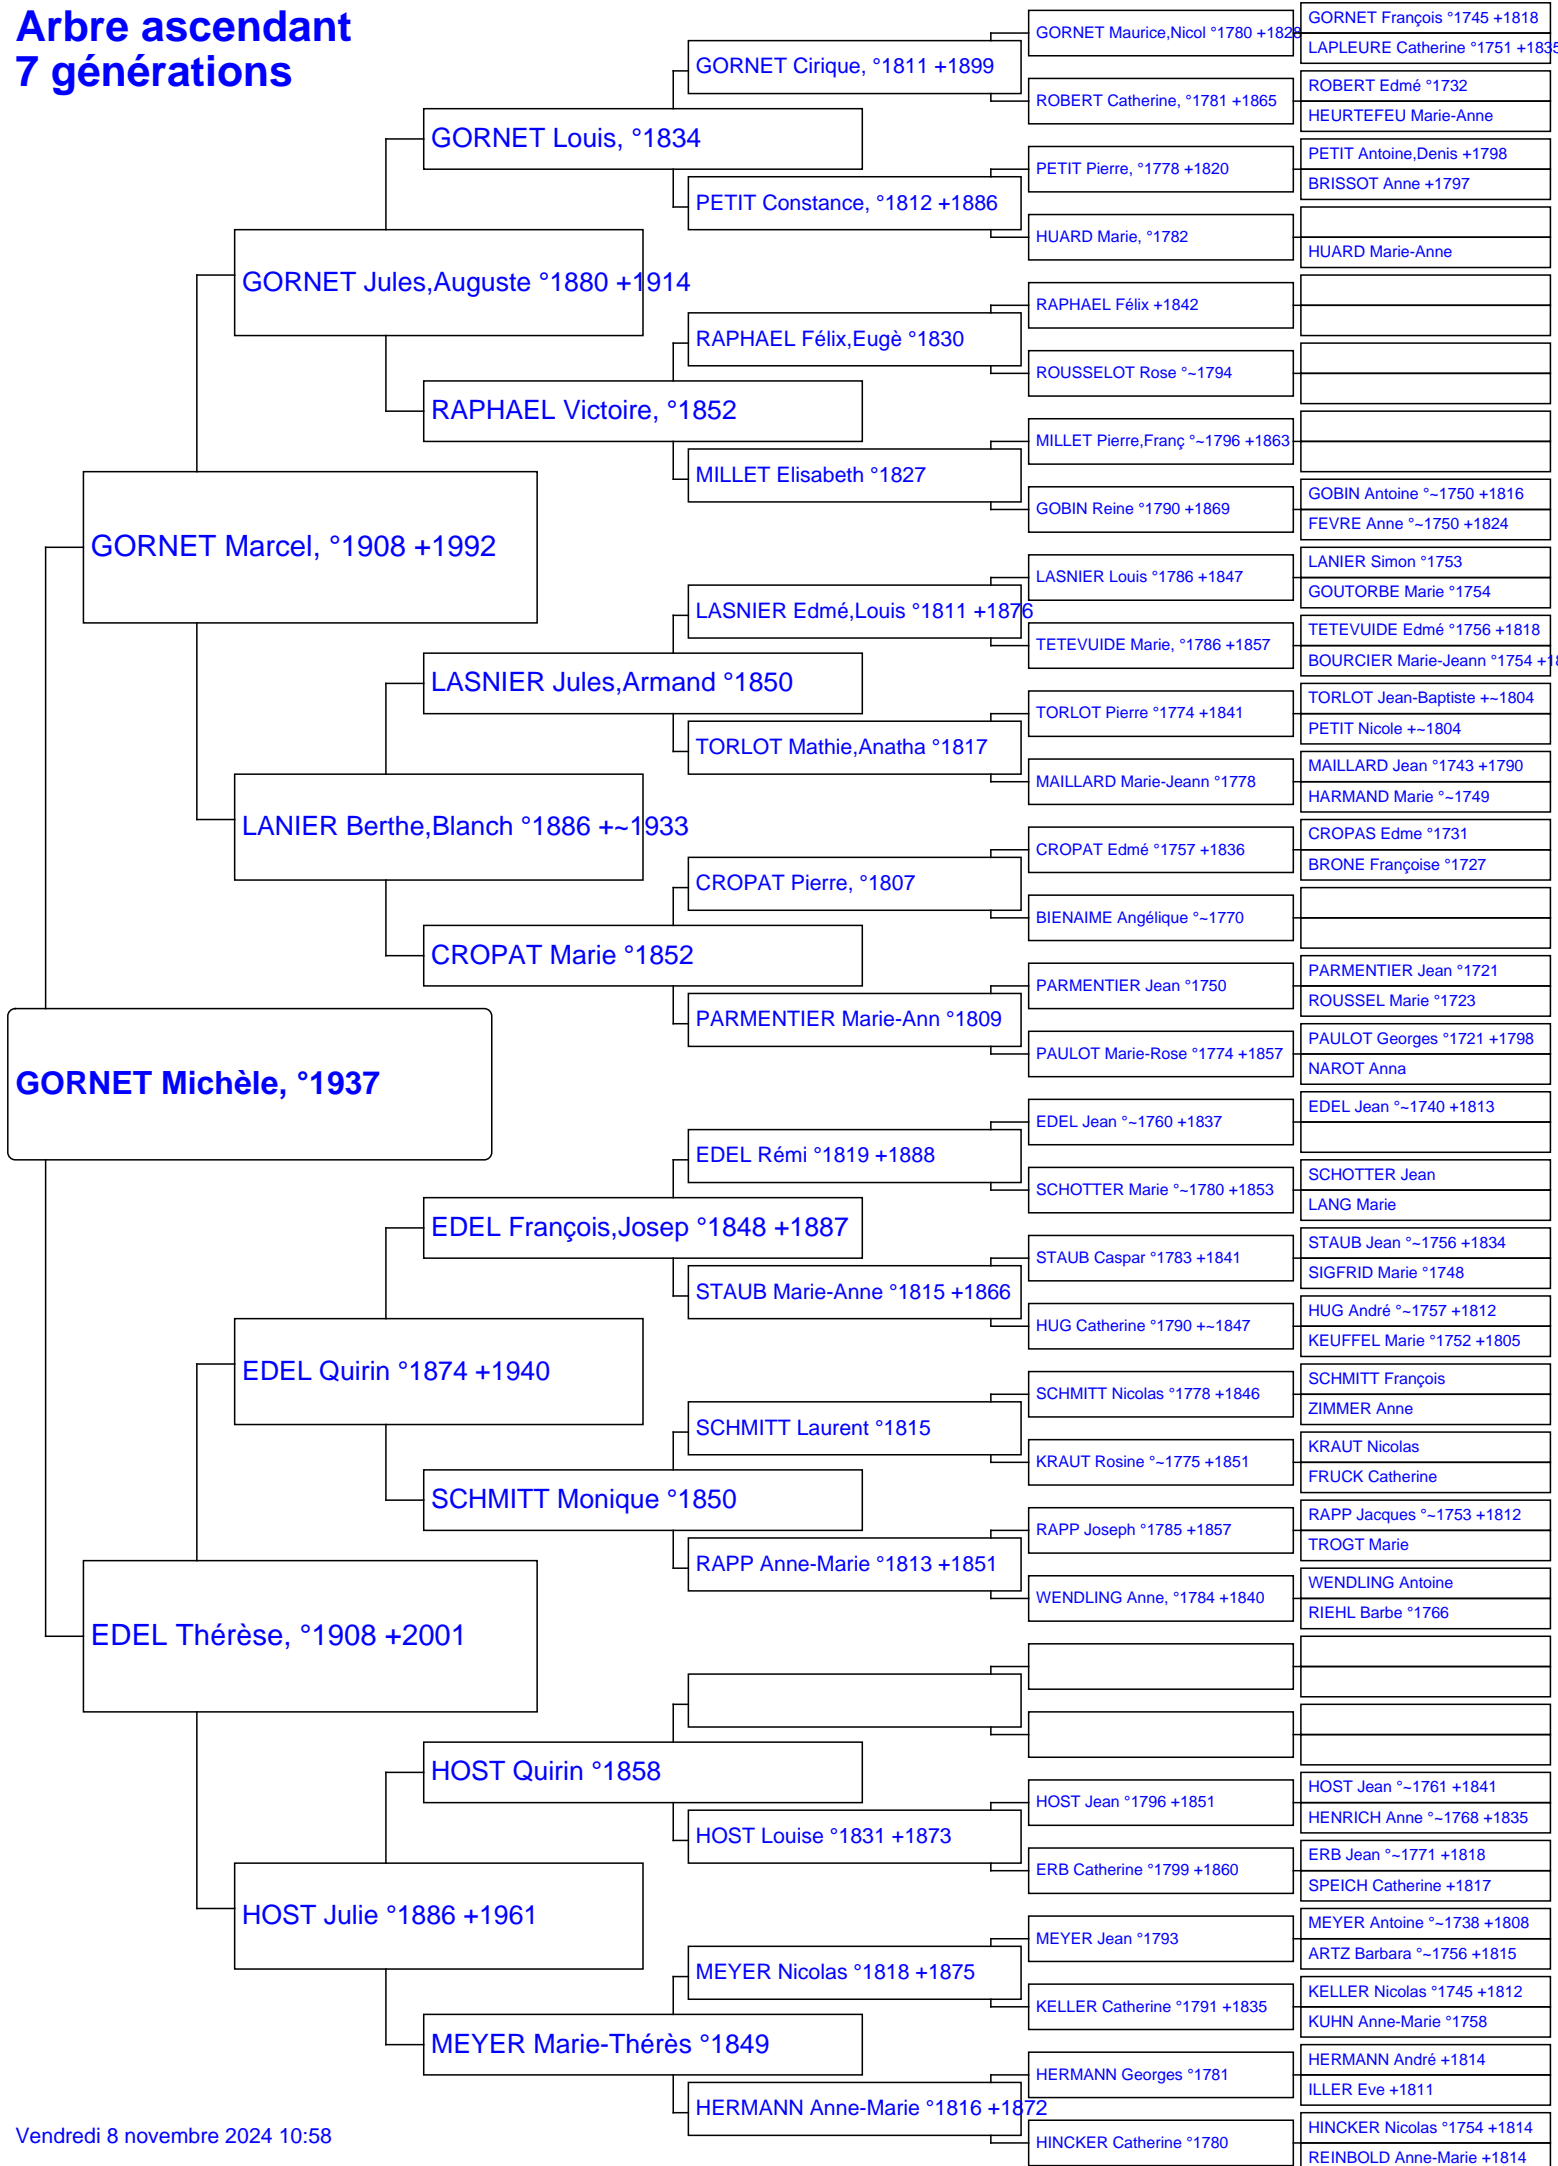 Arbre ascendant
7 générations
GORNET Michèle, °1937
GORNET Marcel, °1908 +1992
EDEL Thérèse, °1908 +2001
GORNET Jules,Auguste °1880 +1914
LANIER Berthe,Blanch °1886 +~1933
EDEL Quirin °1874 +1940
HOST Julie °1886 +1961
GORNET Louis, °1834
RAPHAEL Victoire, °1852
LASNIER Jules,Armand °1850
CROPAT Marie °1852
EDEL François,Josep °1848 +1887
SCHMITT Monique °1850
HOST Quirin °1858
MEYER Marie-Thérès °1849
GORNET Cirique, °1811 +1899
PETIT Constance, °1812 +1886
RAPHAEL Félix,Eugè °1830
MILLET Elisabeth °1827
LASNIER Edmé,Louis °1811 +1876
TORLOT Mathie,Anatha °1817
CROPAT Pierre, °1807
PARMENTIER Marie-Ann °1809
EDEL Rémi °1819 +1888
STAUB Marie-Anne °1815 +1866
SCHMITT Laurent °1815
RAPP Anne-Marie °1813 +1851
HOST Louise °1831 +1873
MEYER Nicolas °1818 +1875
HERMANN Anne-Marie °1816 +1872
GORNET Maurice,Nicol °1780 +1828
ROBERT Catherine, °1781 +1865
PETIT Pierre, °1778 +1820
HUARD Marie, °1782
RAPHAEL Félix +1842
ROUSSELOT Rose °~1794
MILLET Pierre,Franç °~1796 +1863
GOBIN Reine °1790 +1869
LASNIER Louis °1786 +1847
TETEVUIDE Marie, °1786 +1857
TORLOT Pierre °1774 +1841
MAILLARD Marie-Jeann °1778
CROPAT Edmé °1757 +1836
BIENAIME Angélique °~1770
PARMENTIER Jean °1750
PAULOT Marie-Rose °1774 +1857
EDEL Jean °~1760 +1837
SCHOTTER Marie °~1780 +1853
STAUB Caspar °1783 +1841
HUG Catherine °1790 +~1847
SCHMITT Nicolas °1778 +1846
KRAUT Rosine °~1775 +1851
RAPP Joseph °1785 +1857
WENDLING Anne, °1784 +1840
HOST Jean °1796 +1851
ERB Catherine °1799 +1860
MEYER Jean °1793
KELLER Catherine °1791 +1835
HERMANN Georges °1781
HINCKER Catherine °1780
GORNET François °1745 +1818
LAPLEURE Catherine °1751 +1835
ROBERT Edmé °1732
HEURTEFEU Marie-Anne
PETIT Antoine,Denis +1798
BRISSOT Anne +1797
HUARD Marie-Anne
GOBIN Antoine °~1750 +1816
FEVRE Anne °~1750 +1824
LANIER Simon °1753
GOUTORBE Marie °1754
TETEVUIDE Edmé °1756 +1818
BOURCIER Marie-Jeann °1754
TORLOT Jean-Baptiste +~1804
PETIT Nicole +~1804
MAILLARD Jean °1743 +1790
HARMAND Marie °~1749
CROPAS Edme °1731
BRONE Françoise °1727
PARMENTIER Jean °1721
ROUSSEL Marie °1723
PAULOT Georges °1721 +1798
NAROT Anna
EDEL Jean °~1740 +1813
SCHOTTER Jean
LANG Marie
STAUB Jean °~1756 +1834
SIGFRID Marie °1748
HUG André °~1757 +1812
KEUFFEL Marie °1752 +1805
SCHMITT François
ZIMMER Anne
KRAUT Nicolas
FRUCK Catherine
RAPP Jacques °~1753 +1812
TROGT Marie
WENDLING Antoine
RIEHL Barbe °1766
HOST Jean °~1761 +1841
HENRICH Anne °~1768 +1835
ERB Jean °~1771 +1818
SPEICH Catherine +1817
MEYER Antoine °~1738 +1808
ARTZ Barbara °~1756 +1815
KELLER Nicolas °1745 +1812
KUHN Anne-Marie °1758
HERMANN André +1814
ILLER Eve +1811
HINCKER Nicolas °1754 +1814
REINBOLD Anne-Marie +1814
Vendredi 8 novembre 2024 10:58